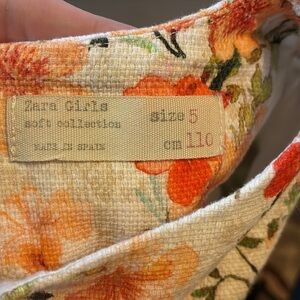 Zara Girls
soft collection
MADE IN SPAIN
size 5
cm 110